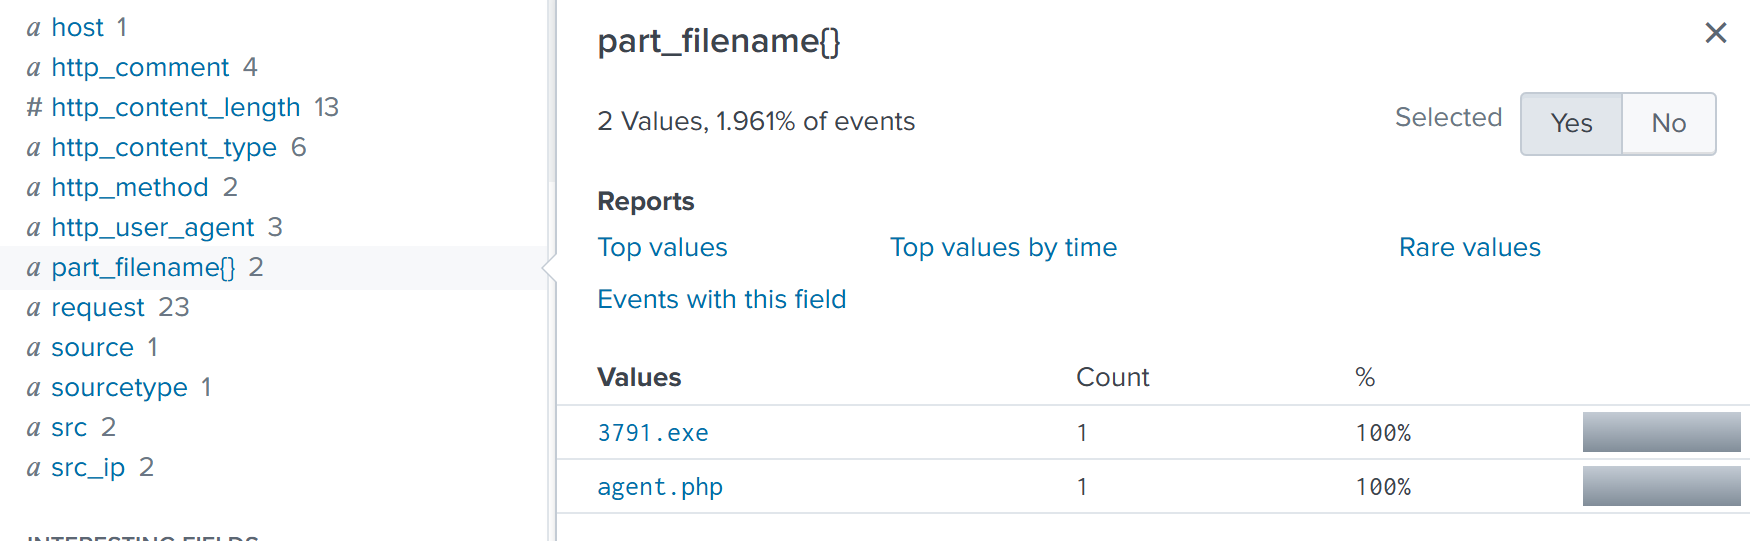 a host 1
a http_comment 4
# http_content_length 13
a http_content_type 6
a http_method 2
a http_user_agent 3
a part_filename{} 2
a request 23
a source 1
a sourcetype 1
a src 2
a src_ip 2
INTERESTING FIELDS
part_filename{}
2 Values, 1.961% of events
Selected Yes No
Reports
Top values Top values by time Rare values
Events with this field
Values Count %
3791.exe 1 100%
agent.php 1 100%